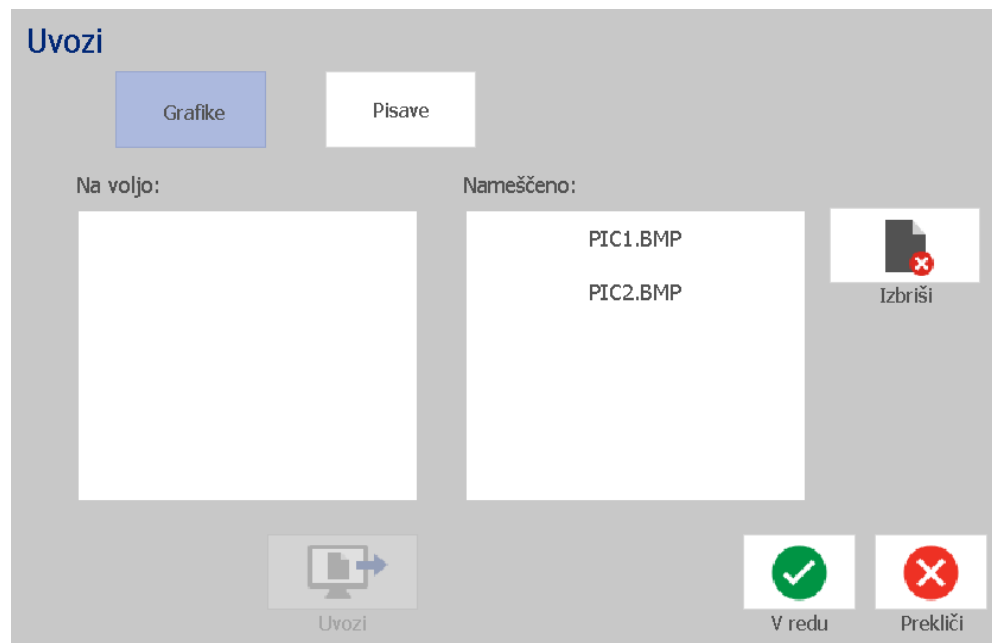 Uvozi
Grafike
Pisave
Na voljo:
Nameščeno:
PIC1.BMP
PIC2.BMP
Izbriši
Uvozi
V redu
Prekliči